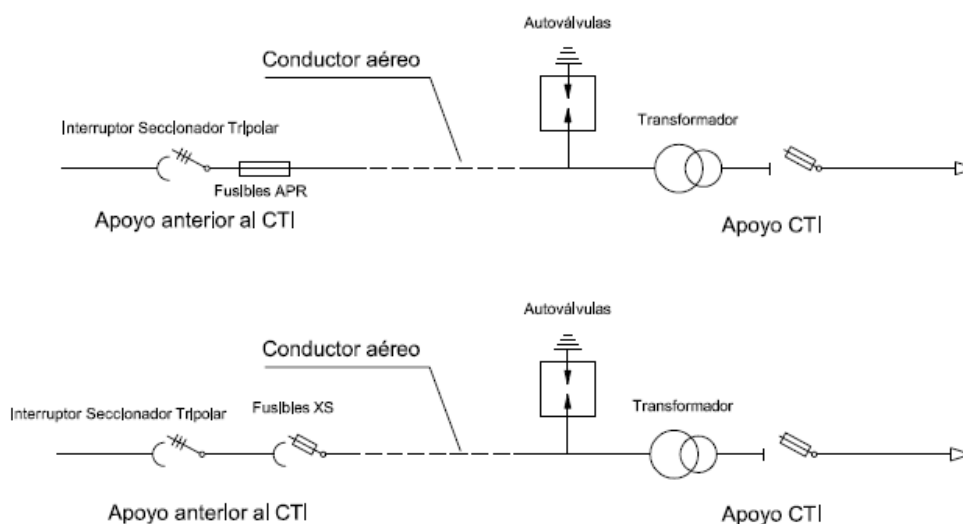 Autoválvulas
Conductor aéreo
Transformador
Interruptor Seccionador Tripolar
Fusibles APR
Apoyo anterior al CTI
Apoyo CTI
Autoválvulas
Conductor aéreo
Fusibles XS
Transformador
Interruptor Seccionador Tripolar
Apoyo anterior al CTI
Apoyo CTI